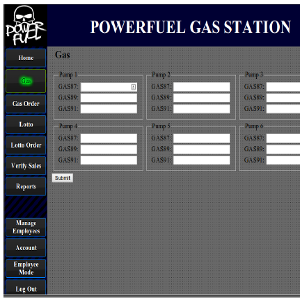 POWER
FUEL
POWERFUEL GAS STATION
Home
Gas
Gas Order
Lotto
Lotto Order
Verify Sales
Reports
Manage
Employees
Account
Employee
Mode
Log Out
Gas
Pump 1
GAS87:
GAS89:
GAS91:
Pump 2
GAS87:
GAS89:
GAS91:
Pump 3
GAS87:
GAS89:
GAS91:
Pump 4
GAS87:
GAS89:
GAS91:
Pump 5
GAS87:
GAS89:
GAS91:
Pump 6
GAS87:
GAS89:
GAS91:
Submit